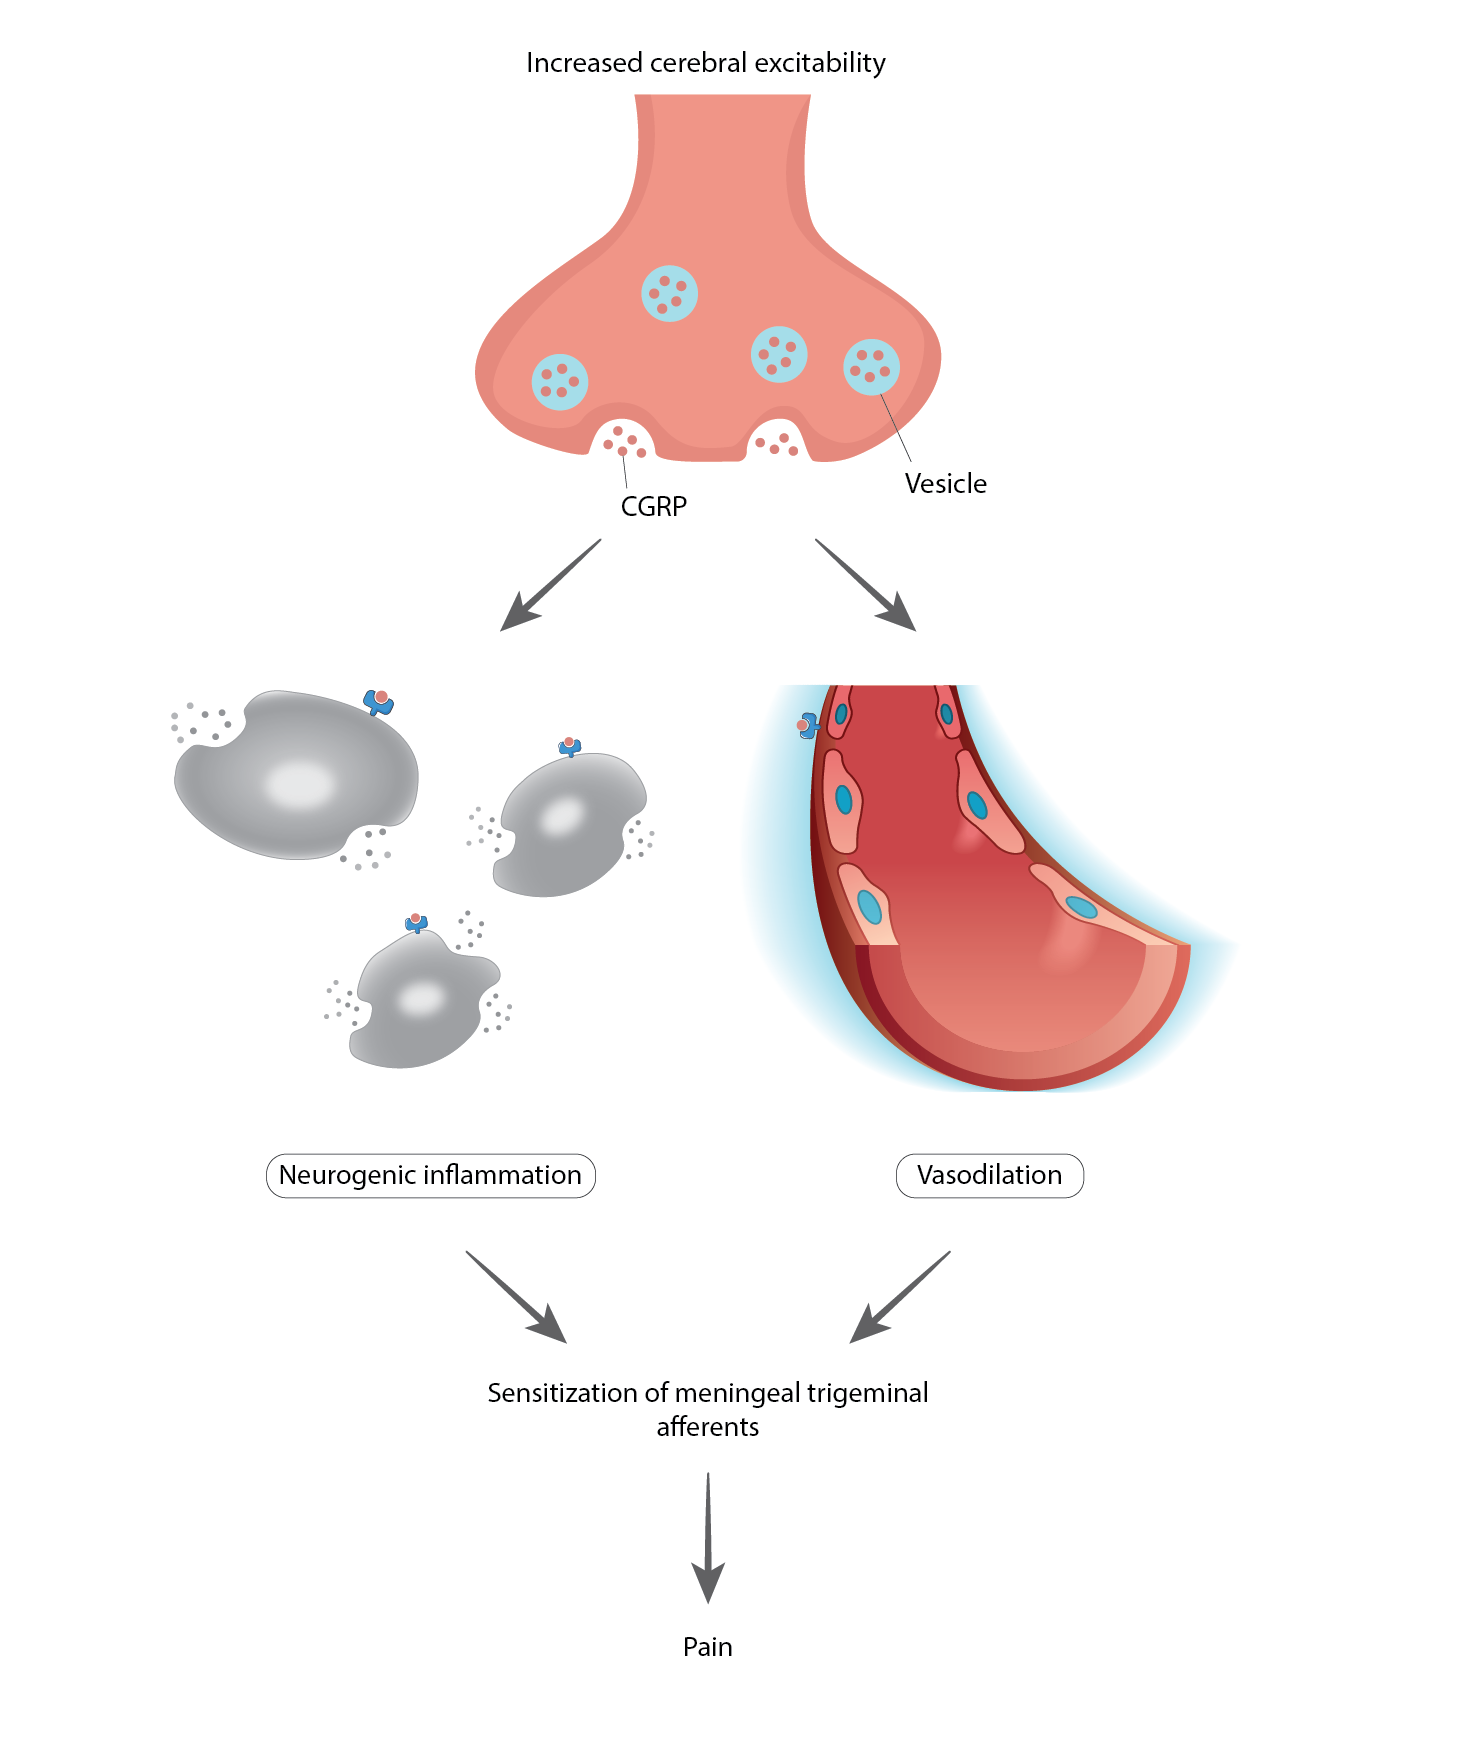 Increased cerebral excitability
Vesicle
CGRP
Neurogenic inflammation
Vasodilation
Sensitization of meningeal trigeminal
afferents
Pain